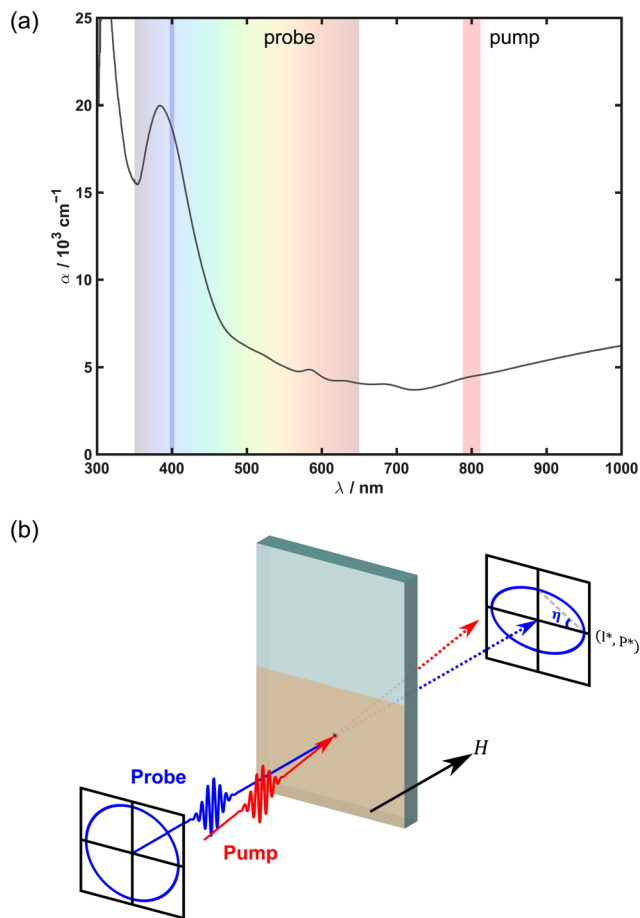 (a)
probe
pump
25
20
15
10
5
0
α / 10³ cm⁻¹
300
400
500
600
700
800
900
1000
λ / nm
(b)
η
(I*, P*)
H
Probe
Pump